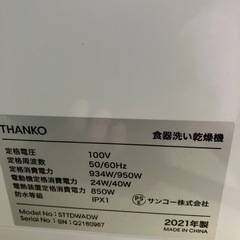 THANKO 食器洗い乾燥機
定格電圧 100V
定格周波数 50/60Hz
定格消費電力 934W/950W
電動機定格消費電力 24W/40W
電熱装置定格消費電力 850W
防水等級 IPX1
Model No : STTDWADW
Serial No : SN : Q2160967
PS E サンコー株式会社
2021年製
MADE IN CHINA